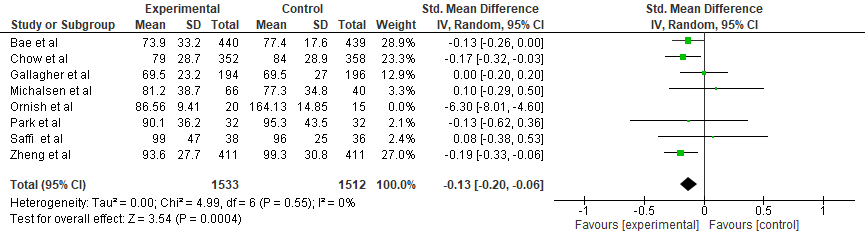 Experimental Control Std. Mean Difference Std. Mean Difference
Study or Subgroup Mean SD Total Mean SD Total Weight IV, Random, 95% CI IV, Random, 95% CI
Bae et al 73.9 33.2 440 77.4 17.6 439 28.9% -0.13 [-0.26, 0.00]
Chow et al 79 28.7 352 84 28.9 358 23.3% -0.17 [-0.32, -0.03]
Gallagher et al 69.5 23.2 194 69.5 27 196 12.9% 0.00 [-0.20, 0.20]
Michalsen et al 81.2 38.7 66 77.3 34.8 40 3.3% 0.10 [-0.29, 0.50]
Ornish et al 86.56 9.41 20 164.13 14.85 15 0.0% -6.30 [-8.01, -4.60]
Park et al 90.1 36.2 32 95.3 43.5 32 2.1% -0.13 [-0.62, 0.36]
Saffi et al 99 47 38 96 25 36 2.4% 0.08 [-0.38, 0.53]
Zheng et al 93.6 27.7 411 99.3 30.8 411 27.0% -0.19 [-0.33, -0.06]
Total (95% CI) 1533 1512 100.0% -0.13 [-0.20, -0.06]
Heterogeneity: Tau² = 0.00; Chi² = 4.99, df = 6 (P = 0.55); I² = 0%
Test for overall effect: Z = 3.54 (P = 0.0004)
-1 -0.5 0 0.5 1
Favours [experimental] Favours [control]